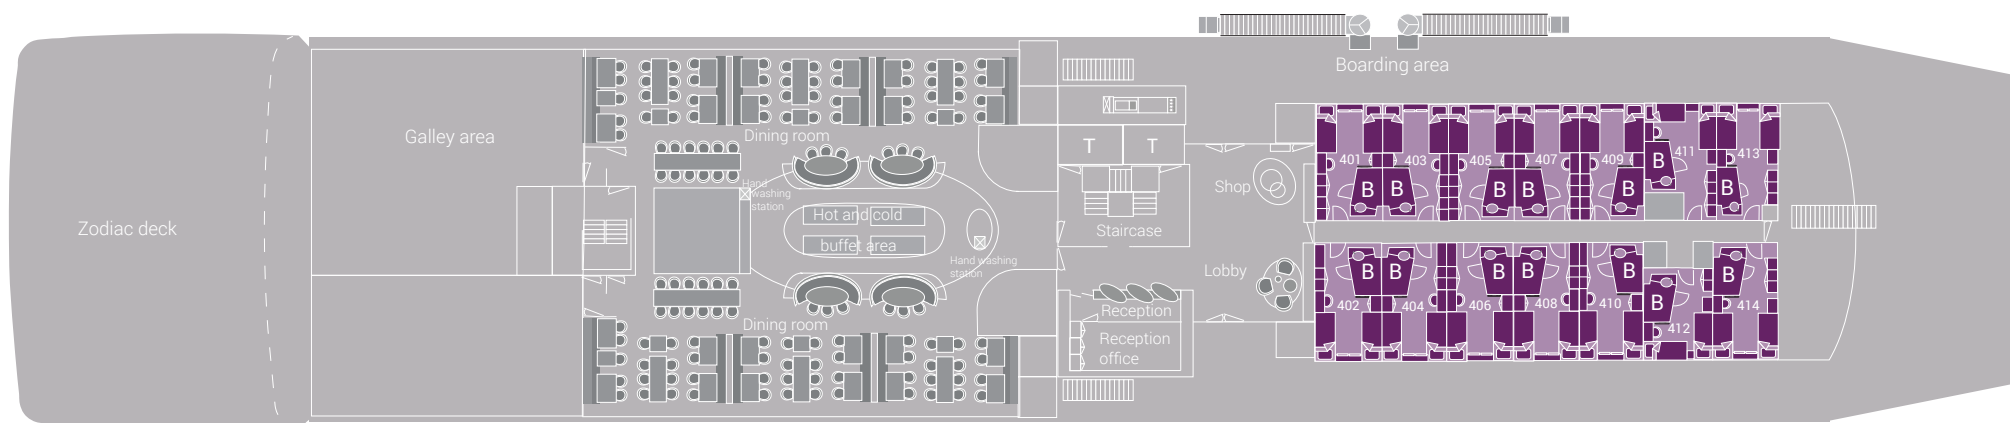 Zodiac deck
Galley area
Dining room
Hand
washing
station
Hot and cold
buffet area
Hand washing
station
Dining room
T
T
Staircase
Reception
Reception
office
Shop
Lobby
Boarding area
401
403
405
407
409
411
413
B
B
B
B
B
B
B
B
B
B
B
B
B
B
402
404
406
408
410
412
414